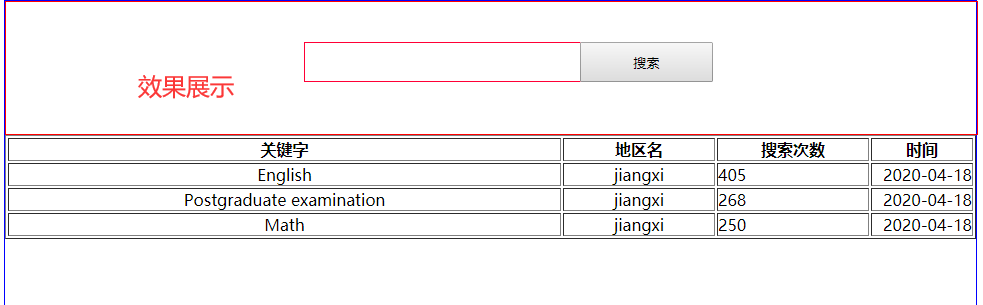 搜索
效果展示
关键字 地区名 搜索次数 时间
English jiangxi 405 2020-04-18
Postgraduate examination jiangxi 268 2020-04-18
Math jiangxi 250 2020-04-18